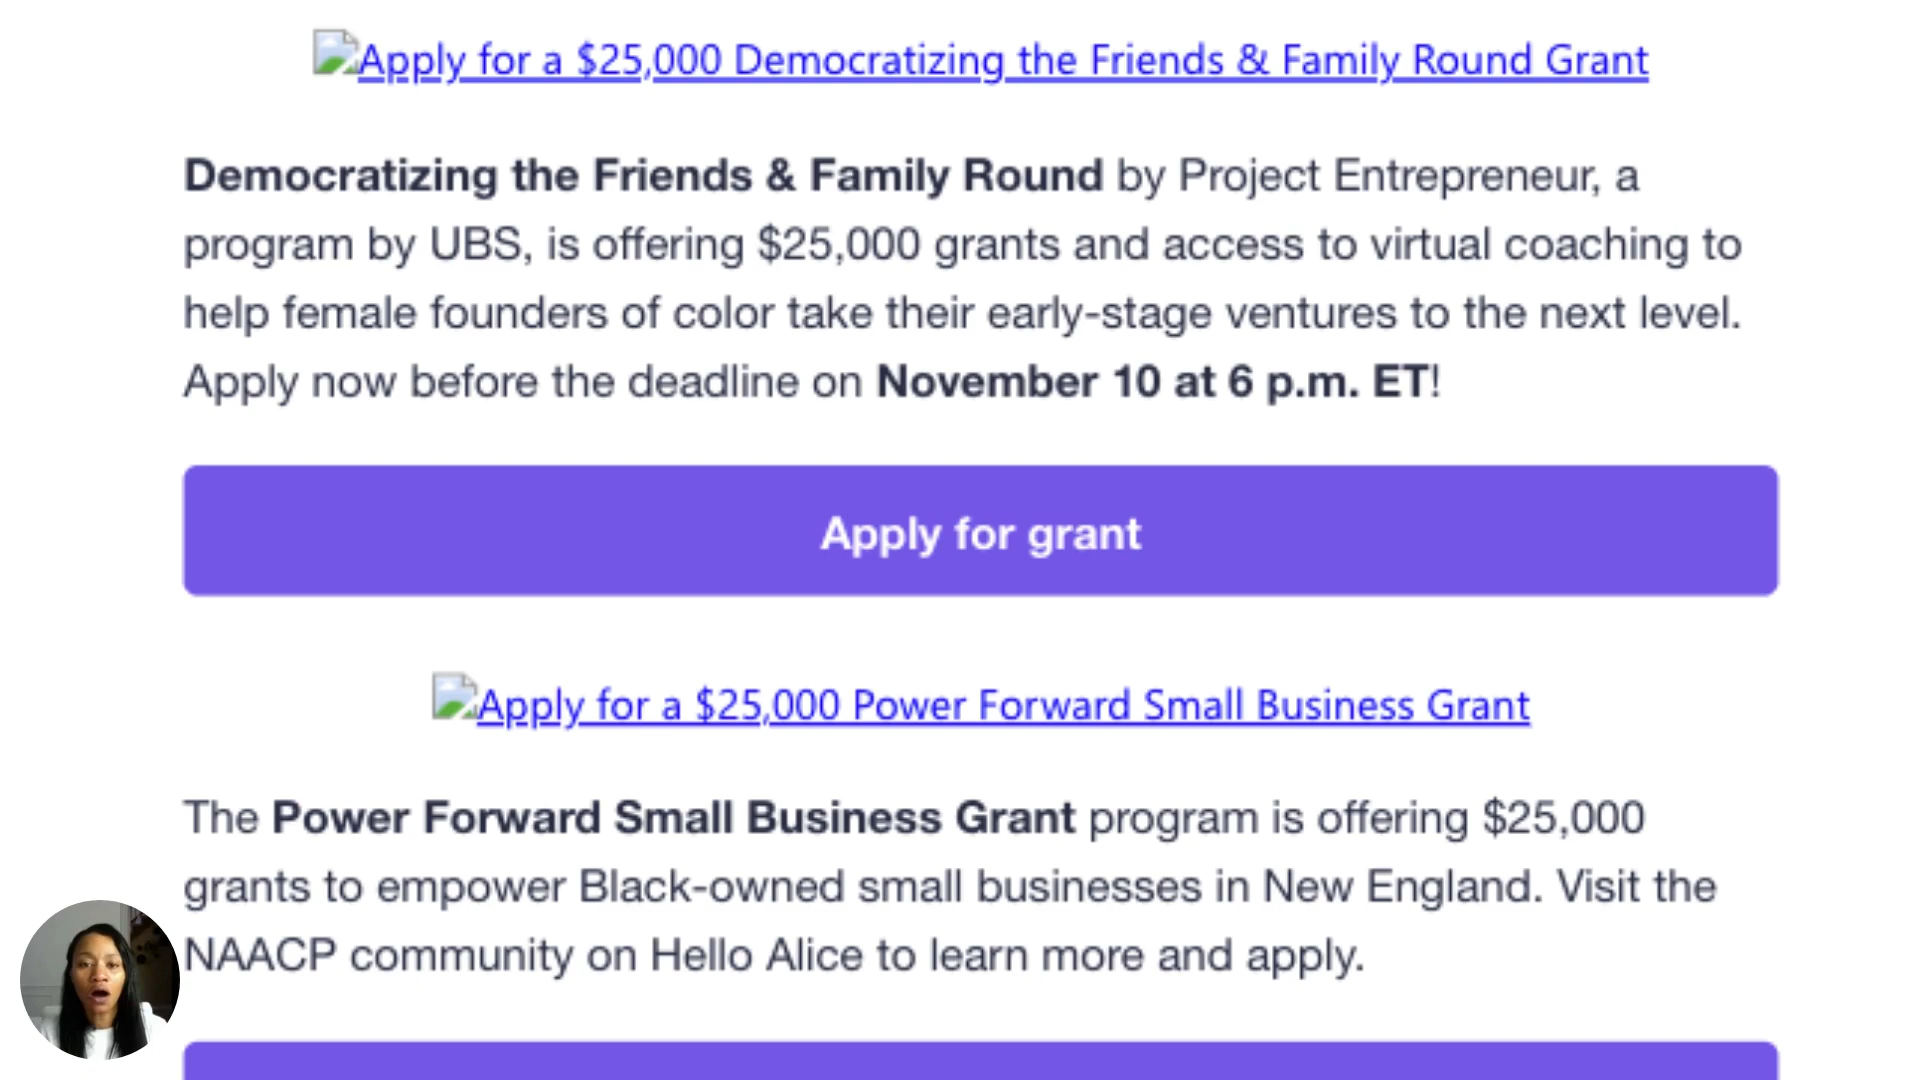 Apply for a $25,000 Democratizing the Friends & Family Round Grant
Democratizing the Friends & Family Round by Project Entrepreneur, a
program by UBS, is offering $25,000 grants and access to virtual coaching to
help female founders of color take their early-stage ventures to the next level.
Apply now before the deadline on November 10 at 6 p.m. ET!
Apply for grant
Apply for a $25,000 Power Forward Small Business Grant
The Power Forward Small Business Grant program is offering $25,000
grants to empower Black-owned small businesses in New England. Visit the
NAACP community on Hello Alice to learn more and apply.